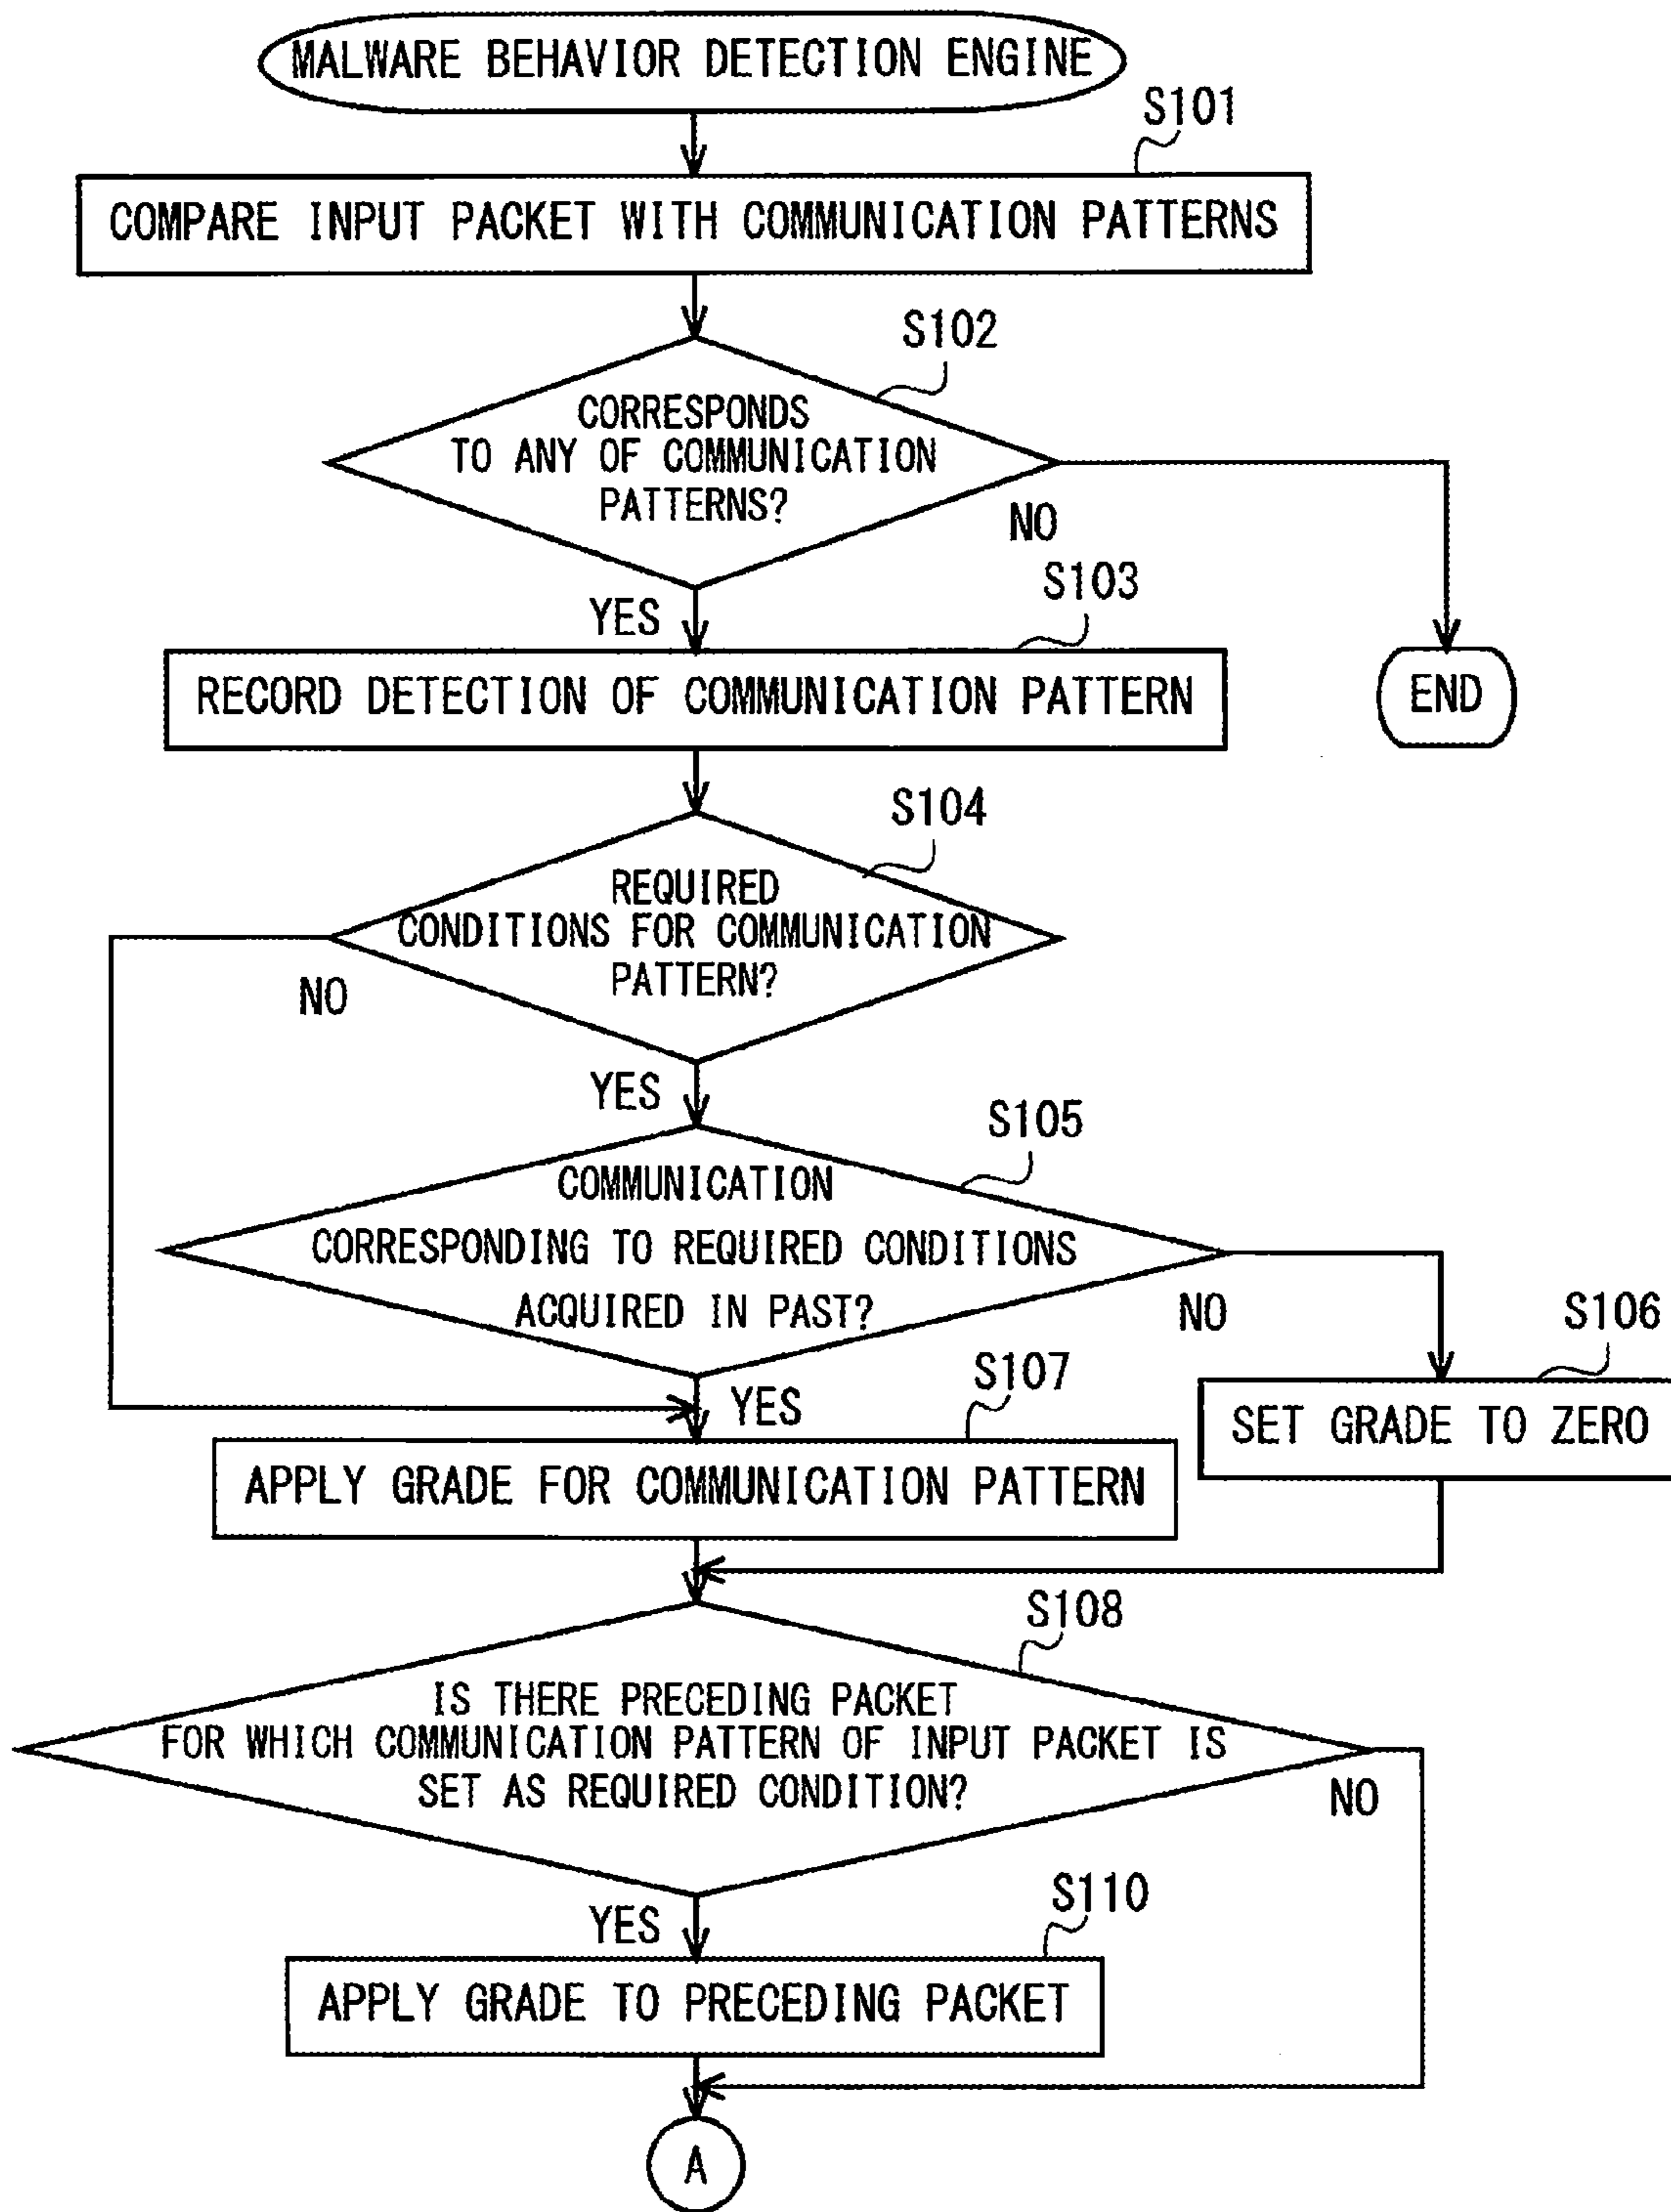 MALWARE BEHAVIOR DETECTION ENGINE
S101
COMPARE INPUT PACKET WITH COMMUNICATION PATTERNS
S102
CORRESPONDS
TO ANY OF COMMUNICATION
PATTERNS?
NO
YES
S103
RECORD DETECTION OF COMMUNICATION PATTERN
END
S104
REQUIRED
CONDITIONS FOR COMMUNICATION
PATTERN?
NO
YES
S105
COMMUNICATION
CORRESPONDING TO REQUIRED CONDITIONS
ACQUIRED IN PAST?
NO
S106
SET GRADE TO ZERO
YES
S107
APPLY GRADE FOR COMMUNICATION PATTERN
S108
IS THERE PRECEDING PACKET
FOR WHICH COMMUNICATION PATTERN OF INPUT PACKET IS
SET AS REQUIRED CONDITION?
NO
YES
S110
APPLY GRADE TO PRECEDING PACKET
A